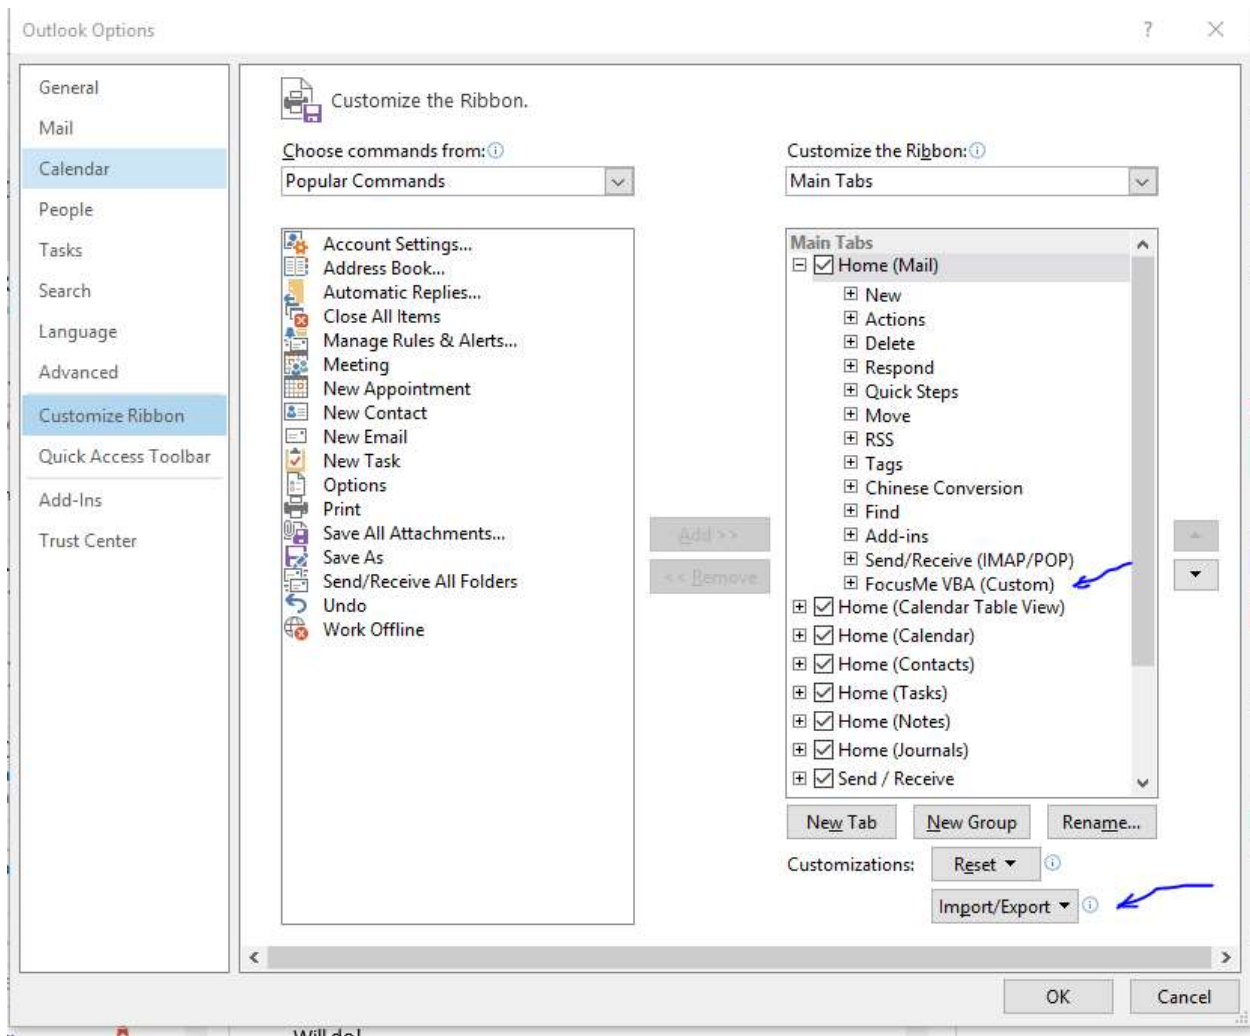 Outlook Options
?
General
Mail
Calendar
People
Tasks
Search
Language
Advanced
Customize Ribbon
Quick Access Toolbar
Add-Ins
Trust Center
Customize the Ribbon.
Choose commands from:
Popular Commands
Account Settings...
Address Book...
Automatic Replies...
Close All Items
Manage Rules & Alerts...
Meeting
New Appointment
New Contact
New Email
New Task
Options
Print
Save All Attachments...
Save As
Send/Receive All Folders
Undo
Work Offline
Add >>
<< Remove
Customize the Ribbon:
Main Tabs
Main Tabs
Home (Mail)
New
Actions
Delete
Respond
Quick Steps
Move
RSS
Tags
Chinese Conversion
Find
Add-ins
Send/Receive (IMAP/POP)
FocusMe VBA (Custom)
Home (Calendar Table View)
Home (Calendar)
Home (Contacts)
Home (Tasks)
Home (Notes)
Home (Journals)
Send / Receive
New Tab
New Group
Rename...
Customizations:
Reset
Import/Export
OK
Cancel
Will do!